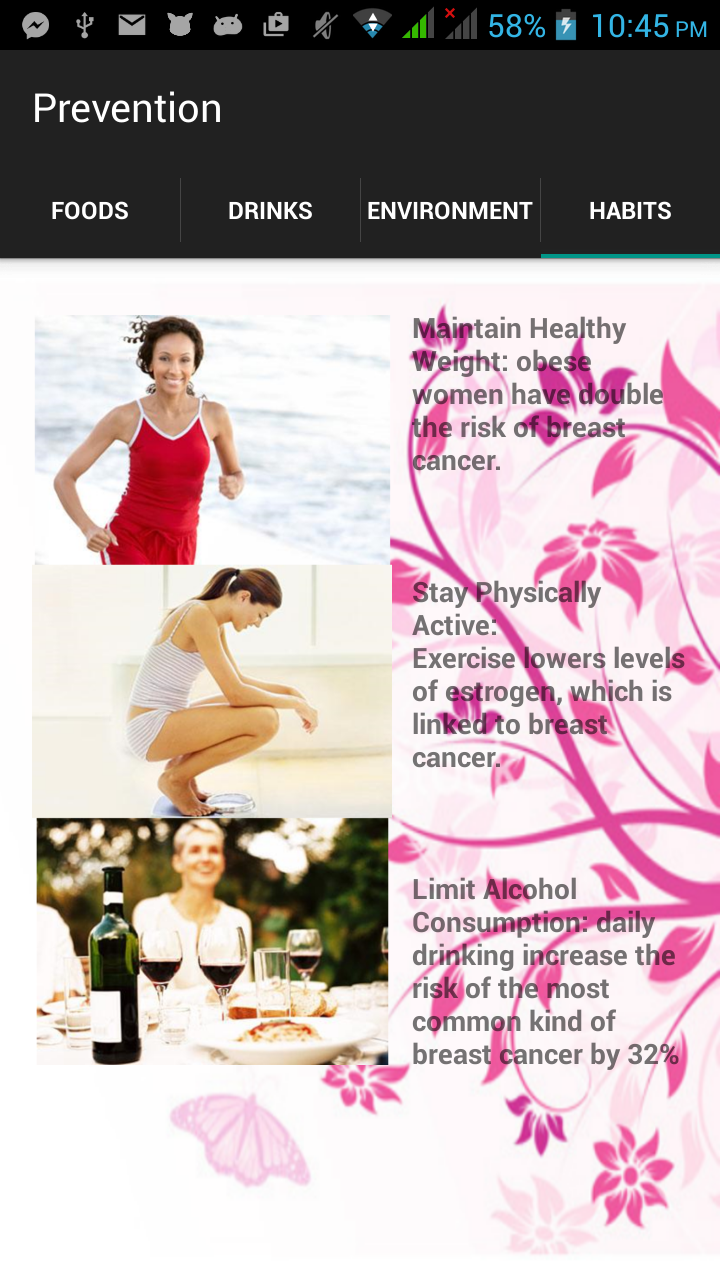 58% 10:45 PM
Prevention
FOODS DRINKS ENVIRONMENT HABITS
Maintain Healthy
Weight: obese
women have double
the risk of breast
cancer.
Stay Physically
Active:
Exercise lowers levels
of estrogen, which is
linked to breast
cancer.
Limit Alcohol
Consumption: daily
drinking increase the
risk of the most
common kind of
breast cancer by 32%